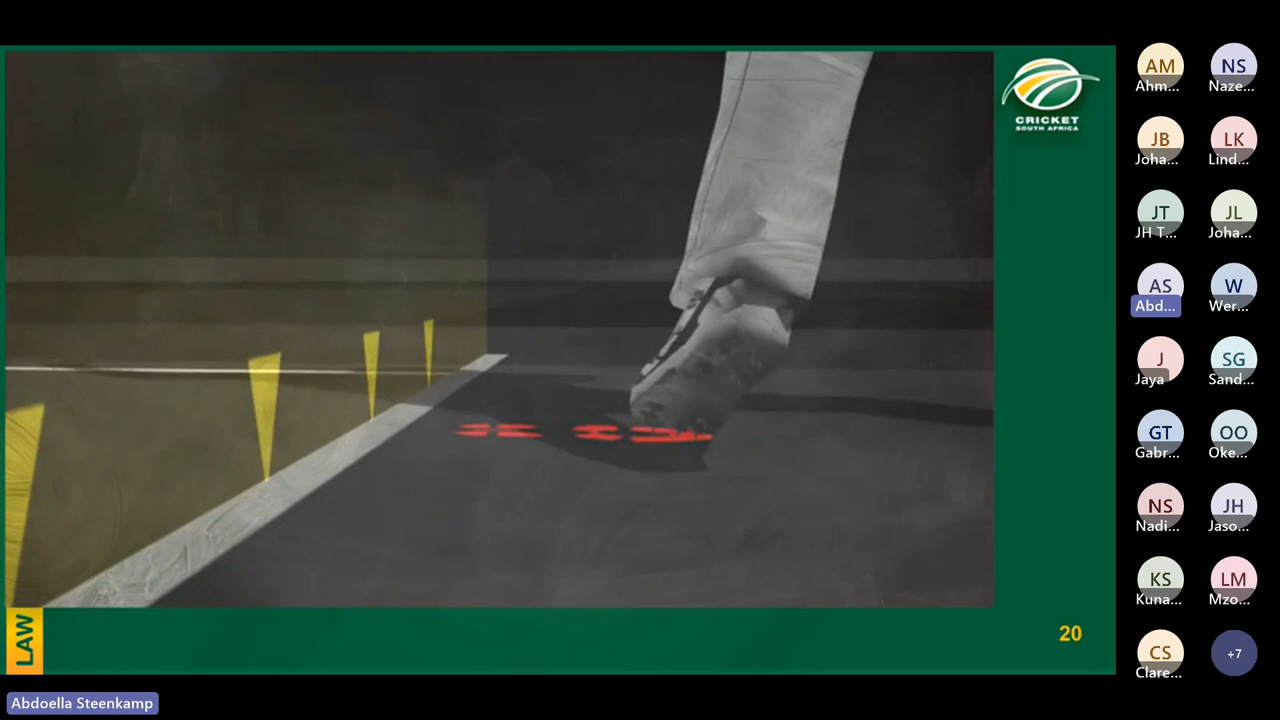 CRICKET
SOUTH AFRICA
LAW
20
Abdoella Steenkamp
AM
Ahm...
NS
Naze...
JB
Joha...
LK
Lind...
JT
JH T...
JL
Joha...
AS
Abd...
W
Wer...
J
Jaya
SG
Sand...
GT
Gabr...
OO
Oke...
NS
Nadi...
JH
Jaso...
KS
Kuna...
LM
Mzo...
CS
Clare...
+7